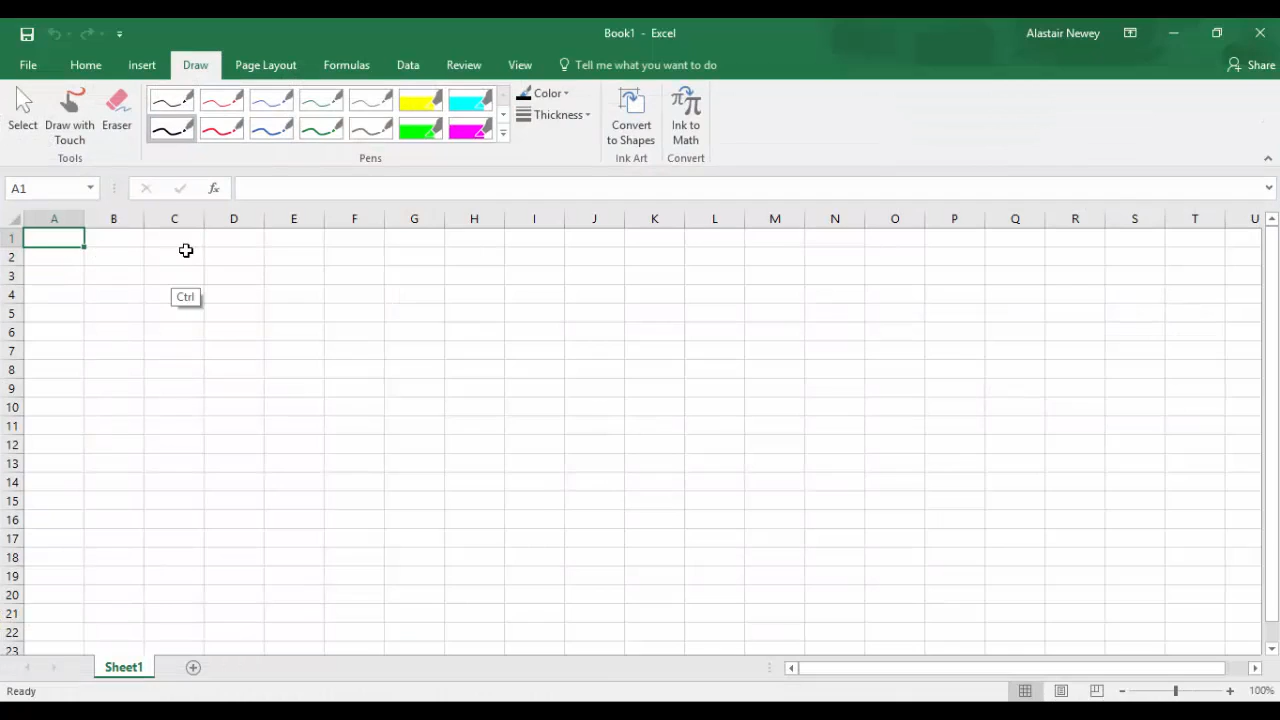 Book1 - Excel
Alastair Newey
File Home Insert Draw Page Layout Formulas Data Review View Tell me what you want to do Share
Select
Draw with
Touch
Eraser
Tools
Pens
Color
Thickness
Convert
to Shapes
Ink Art
Ink to
Math
Convert
A1
fx
A B C D E F G H I J K L M N O P Q R S T U
1
2
3
4
5
6
7
8
9
10
11
12
13
14
15
16
17
18
19
20
21
22
23
Ctrl
Sheet1
Ready
100%